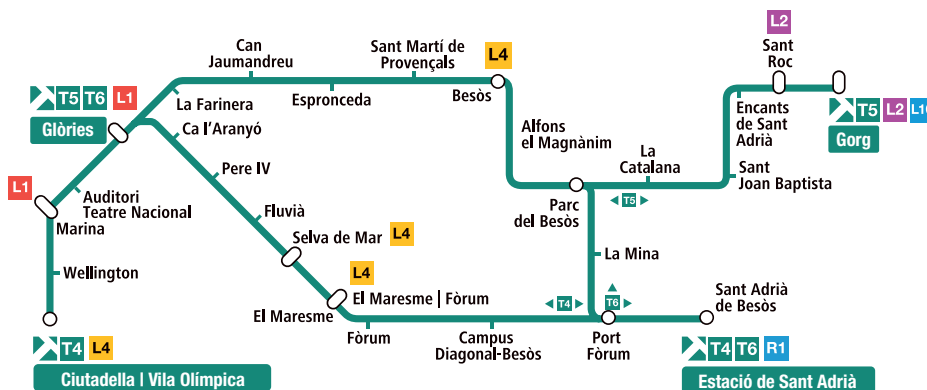 L2
Sant
Roc
Can
Jaumandreu
Sant Martí de
Provençals
L4
Besòs
T5 T6 L1
Glòries
La Farinera
Espronceda
Encants
de Sant
Adrià
T5 L2
Gorg
Ca l'Aranyó
Alfons
el Magnànim
Pere IV
La
Catalana
Sant
Joan Baptista
L1
Auditori
Teatre Nacional
Marina
Fluvià
Parc
del Besòs
T5
Selva de Mar L4
Wellington
La Mina
L4
El Maresme | Fòrum
El Maresme
T4
T6
Sant Adrià
de Besòs
Fòrum
Campus
Diagonal-Besòs
Port
Fòrum
T4 L4
Ciutadella | Vila Olímpica
T4 T6 R1
Estació de Sant Adrià